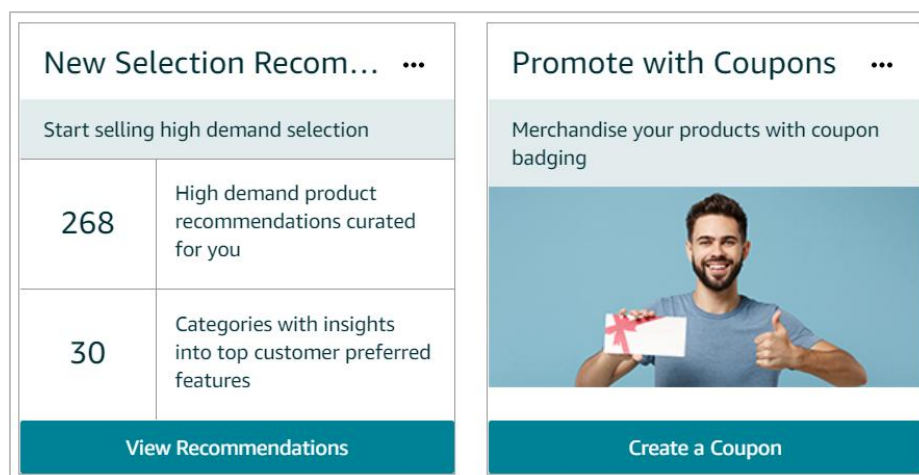 New Selection Recom... •••
Start selling high demand selection
268
High demand product
recommendations curated
for you
30
Categories with insights
into top customer preferred
features
View Recommendations
Promote with Coupons •••
Merchandise your products with coupon
badging
Create a Coupon